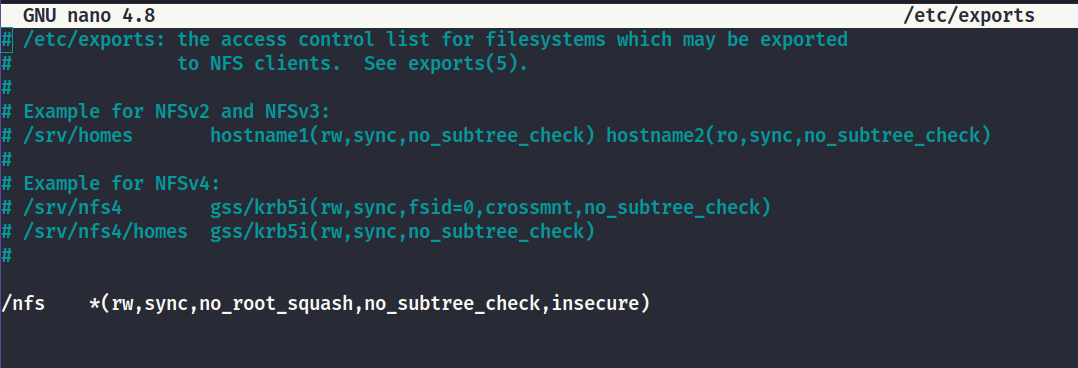 GNU nano 4.8 /etc/exports
# /etc/exports: the access control list for filesystems which may be exported
#               to NFS clients.  See exports(5).
#
# Example for NFSv2 and NFSv3:
# /srv/homes       hostname1(rw,sync,no_subtree_check) hostname2(ro,sync,no_subtree_check)
#
# Example for NFSv4:
# /srv/nfs4        gss/krb5i(rw,sync,fsid=0,crossmnt,no_subtree_check)
# /srv/nfs4/homes  gss/krb5i(rw,sync,no_subtree_check)
#
/nfs    *(rw,sync,no_root_squash,no_subtree_check,insecure)